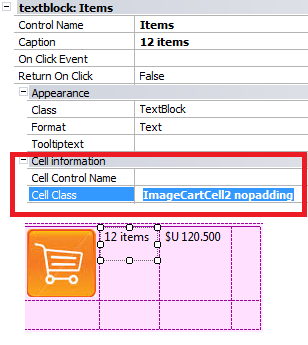 textblock: Items
Control Name Items
Caption 12 items
On Click Event
Return On Click False
Appearance
Class TextBlock
Format Text
Tooltiptext
Cell information
Cell Control Name
Cell Class ImageCartCell2 nopadding
12 items $U 120.500